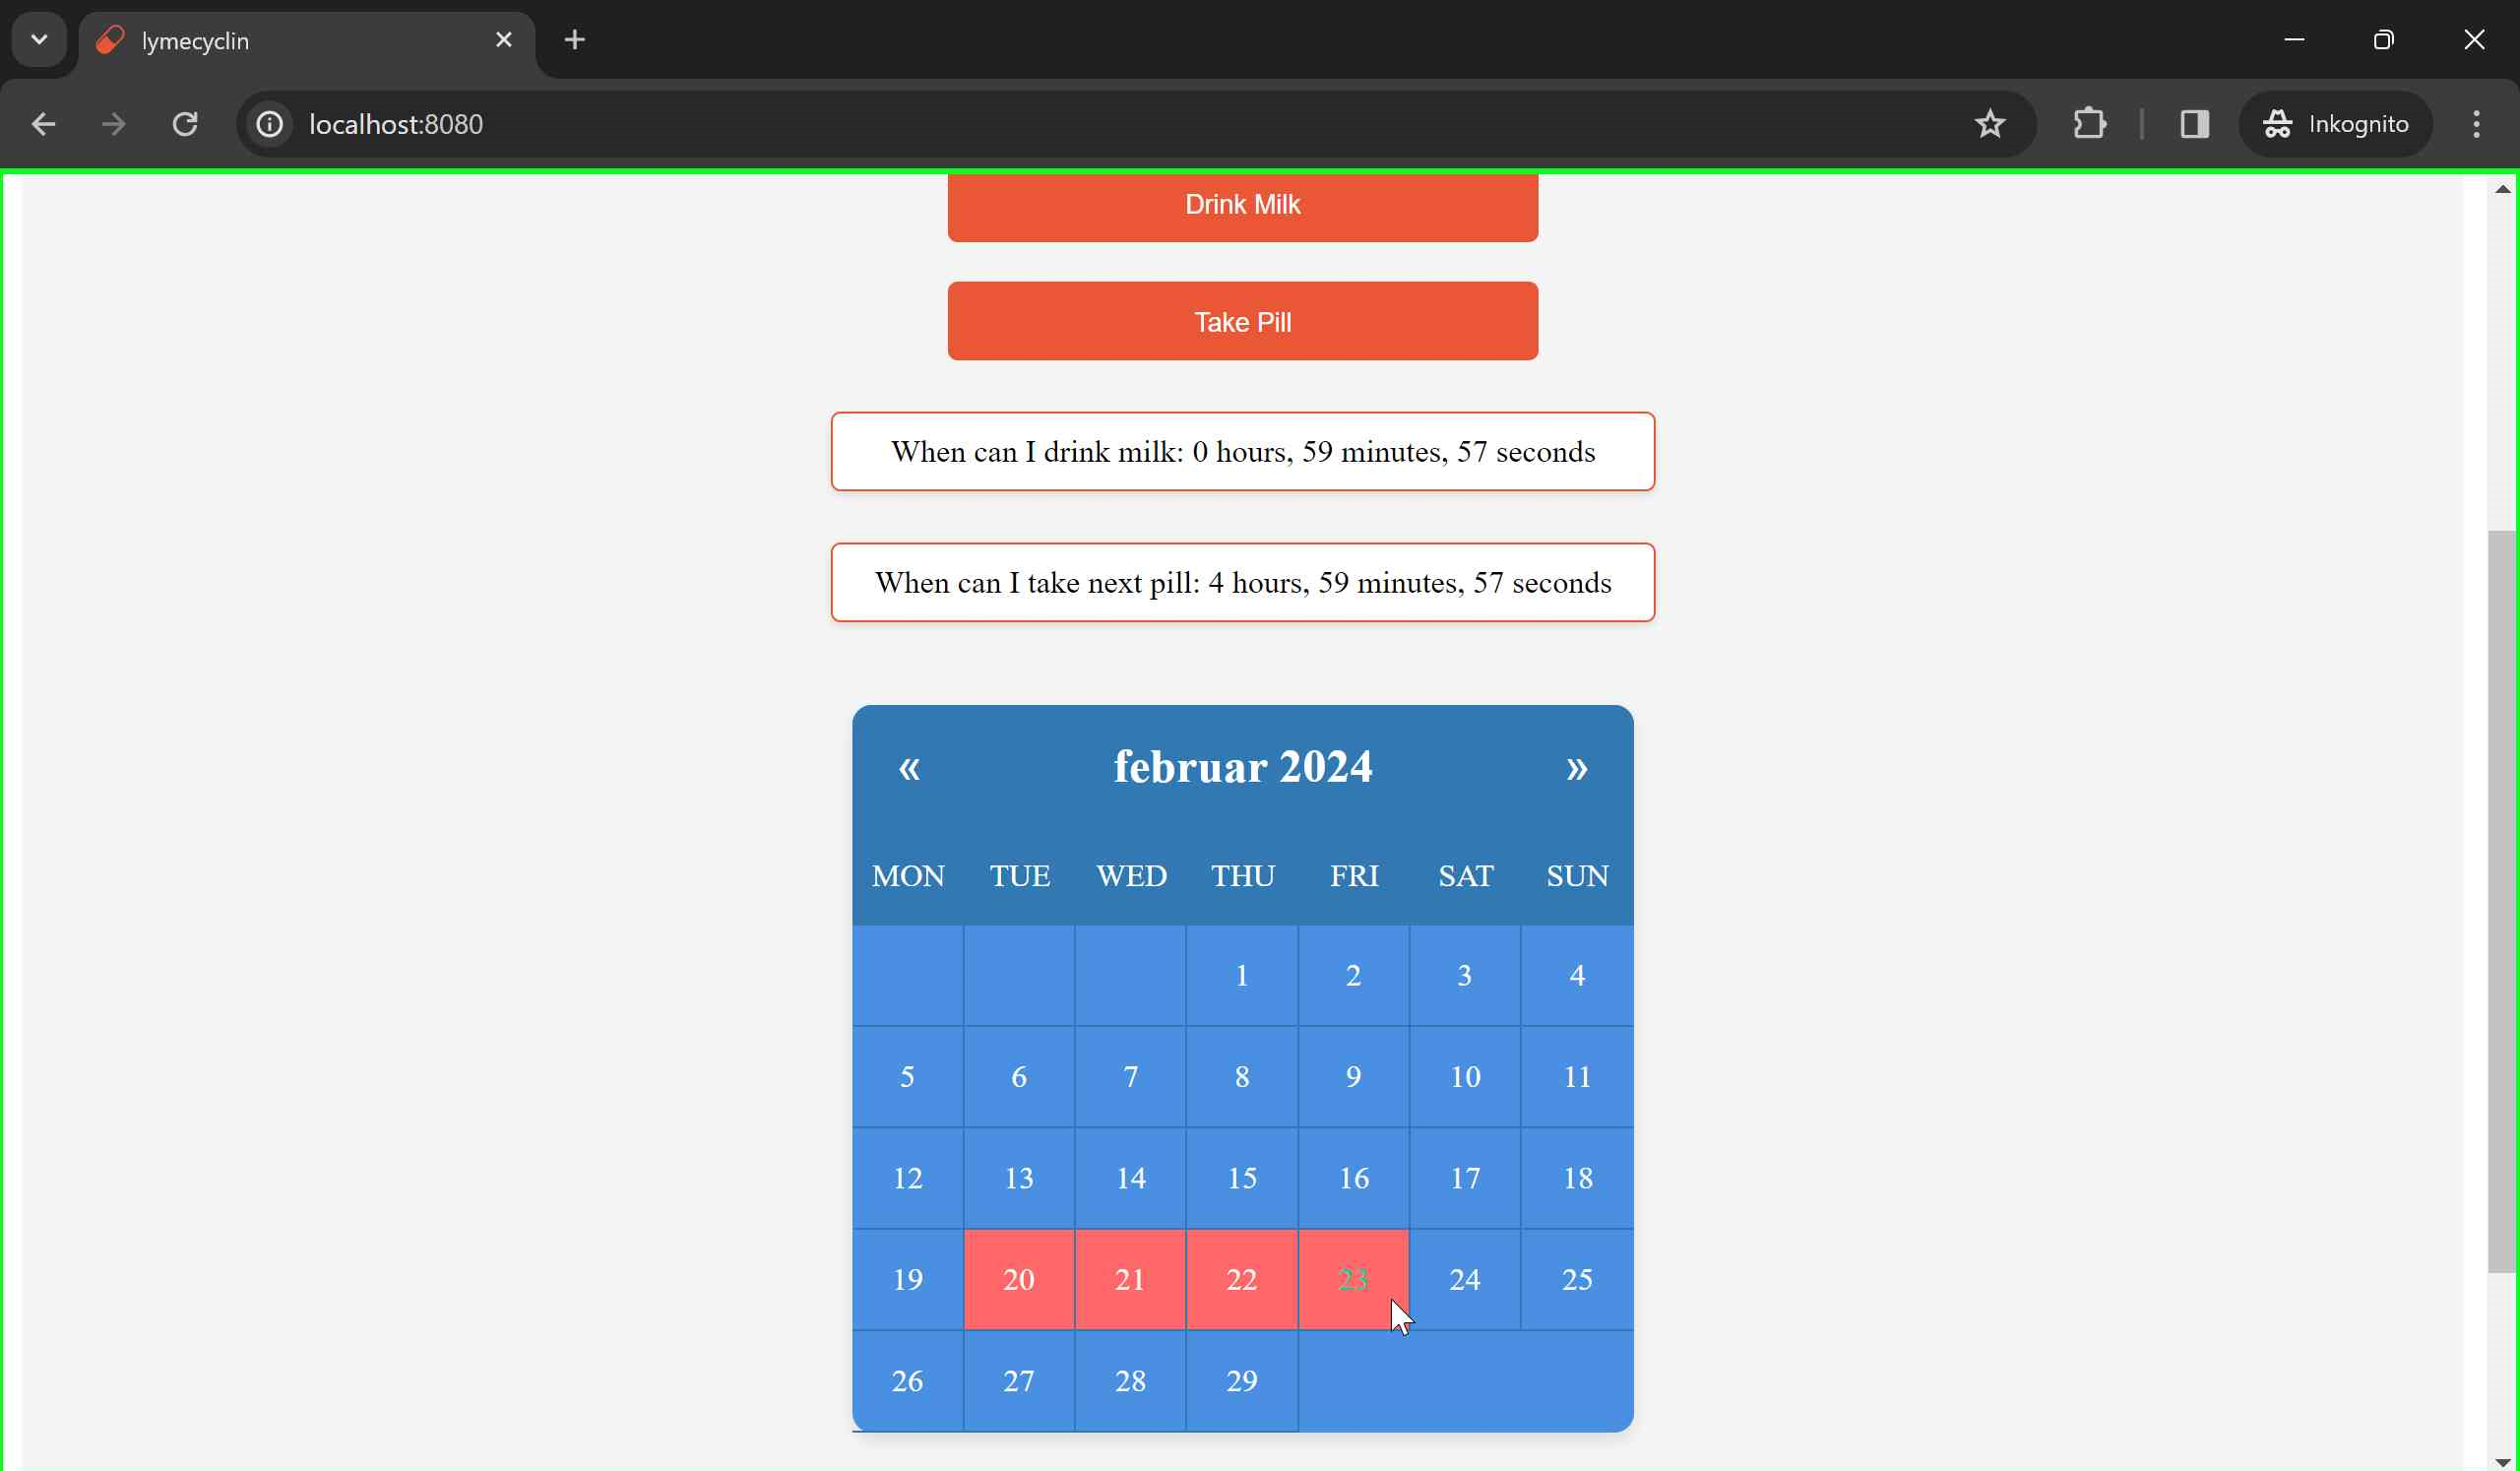 lymecyclin
localhost:8080
Inkognito
Drink Milk
Take Pill
When can I drink milk: 0 hours, 59 minutes, 57 seconds
When can I take next pill: 4 hours, 59 minutes, 57 seconds
« februar 2024 »
MON TUE WED THU FRI SAT SUN
1 2 3 4
5 6 7 8 9 10 11
12 13 14 15 16 17 18
19 20 21 22 23 24 25
26 27 28 29